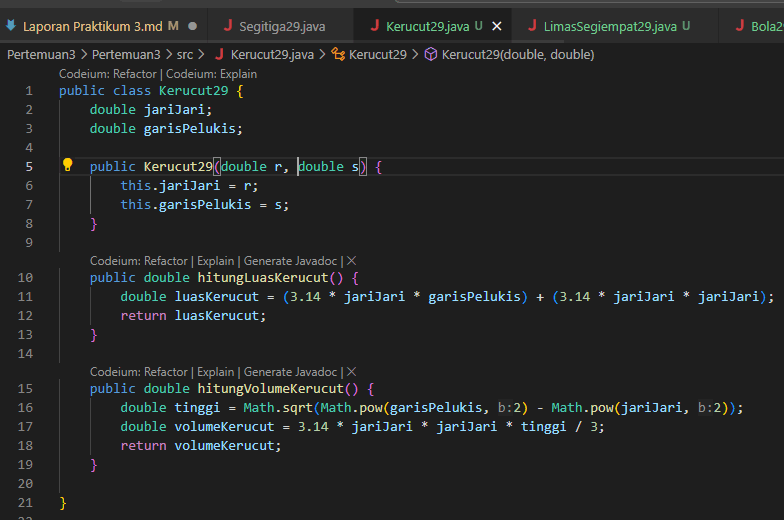 Laporan Praktikum 3.md M Segitiga29.java Kerucut29.java U LimasSegiempat29.java U Bola2
Pertemuan3 > Pertemuan3 > src > Kerucut29.java > Kerucut29 > Kerucut29(double, double)
Codeium: Refactor | Codeium: Explain
1 public class Kerucut29 {
2 double jariJari;
3 double garisPelukis;
4
5 public Kerucut29(double r, double s) {
6 this.jariJari = r;
7 this.garisPelukis = s;
8 }
9
Codeium: Refactor | Explain | Generate Javadoc | ×
10 public double hitungLuasKerucut() {
11 double luasKerucut = (3.14 * jariJari * garisPelukis) + (3.14 * jariJari * jariJari);
12 return luasKerucut;
13 }
14
Codeium: Refactor | Explain | Generate Javadoc | ×
15 public double hitungVolumeKerucut() {
16 double tinggi = Math.sqrt(Math.pow(garisPelukis, b:2) - Math.pow(jariJari, b:2));
17 double volumeKerucut = 3.14 * jariJari * jariJari * tinggi / 3;
18 return volumeKerucut;
19 }
20
21 }